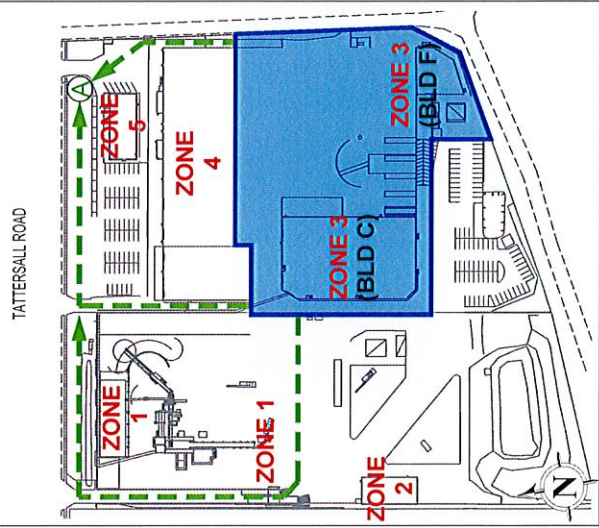 TATTERSALL ROAD
A
ZONE
5
ZONE
4
ZONE 3
(BLD F)
ZONE 3
(BLD C)
ZONE
1
ZONE 1
ZONE
2
N